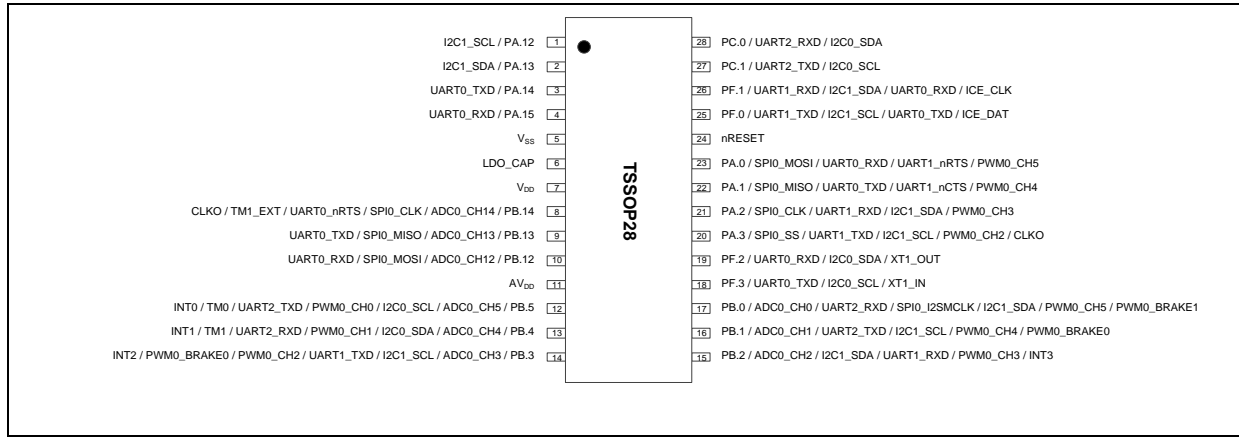 I2C1_SCL / PA.12 1
I2C1_SDA / PA.13 2
UART0_TXD / PA.14 3
UART0_RXD / PA.15 4
VSS 5
LDO_CAP 6
VDD 7
CLKO / TM1_EXT / UART0_nRTS / SPI0_CLK / ADC0_CH14 / PB.14 8
UART0_TXD / SPI0_MISO / ADC0_CH13 / PB.13 9
UART0_RXD / SPI0_MOSI / ADC0_CH12 / PB.12 10
AVDD 11
INT0 / TM0 / UART2_TXD / PWM0_CH0 / I2C0_SCL / ADC0_CH5 / PB.5 12
INT1 / TM1 / UART2_RXD / PWM0_CH1 / I2C0_SDA / ADC0_CH4 / PB.4 13
INT2 / PWM0_BRAKE0 / PWM0_CH2 / UART1_TXD / I2C1_SCL / ADC0_CH3 / PB.3 14
TSSOP28
28 PC.0 / UART2_RXD / I2C0_SDA
27 PC.1 / UART2_TXD / I2C0_SCL
26 PF.1 / UART1_RXD / I2C1_SDA / UART0_RXD / ICE_CLK
25 PF.0 / UART1_TXD / I2C1_SCL / UART0_TXD / ICE_DAT
24 nRESET
23 PA.0 / SPI0_MOSI / UART0_RXD / UART1_nRTS / PWM0_CH5
22 PA.1 / SPI0_MISO / UART0_TXD / UART1_nCTS / PWM0_CH4
21 PA.2 / SPI0_CLK / UART1_RXD / I2C1_SDA / PWM0_CH3
20 PA.3 / SPI0_SS / UART1_TXD / I2C1_SCL / PWM0_CH2 / CLKO
19 PF.2 / UART0_RXD / I2C0_SDA / XT1_OUT
18 PF.3 / UART0_TXD / I2C0_SCL / XT1_IN
17 PB.0 / ADC0_CH0 / UART2_RXD / SPI0_I2SMCLK / I2C1_SDA / PWM0_CH5 / PWM0_BRAKE1
16 PB.1 / ADC0_CH1 / UART2_TXD / I2C1_SCL / PWM0_CH4 / PWM0_BRAKE0
15 PB.2 / ADC0_CH2 / I2C1_SDA / UART1_RXD / PWM0_CH3 / INT3